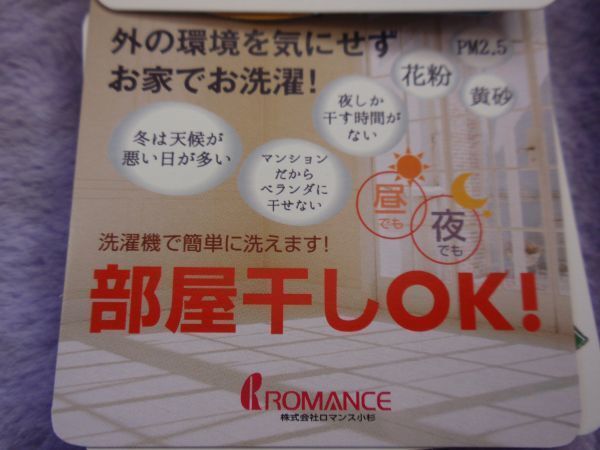 外の環境を気にせず
お家でお洗濯!
PM2.5
花粉
黄砂
夜しか
干す時間が
ない
冬は天候が
悪い日が多い
マンション
だから
ベランダに
干せない
昼
でも
夜
でも
洗濯機で簡単に洗えます!
部屋干しOK!
ROMANCE
株式会社ロマンス小杉